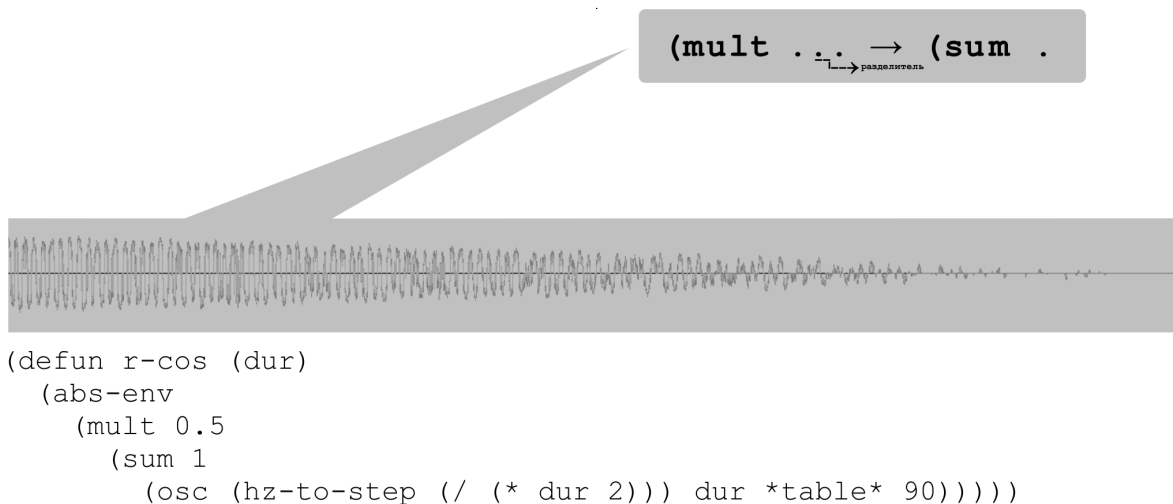 (mult ... → (sum .
разделитель
(defun r-cos (dur)
(abs-env
(mult 0.5
(sum 1
(osc (hz-to-step (/ (* dur 2))) dur *table* 90)))))